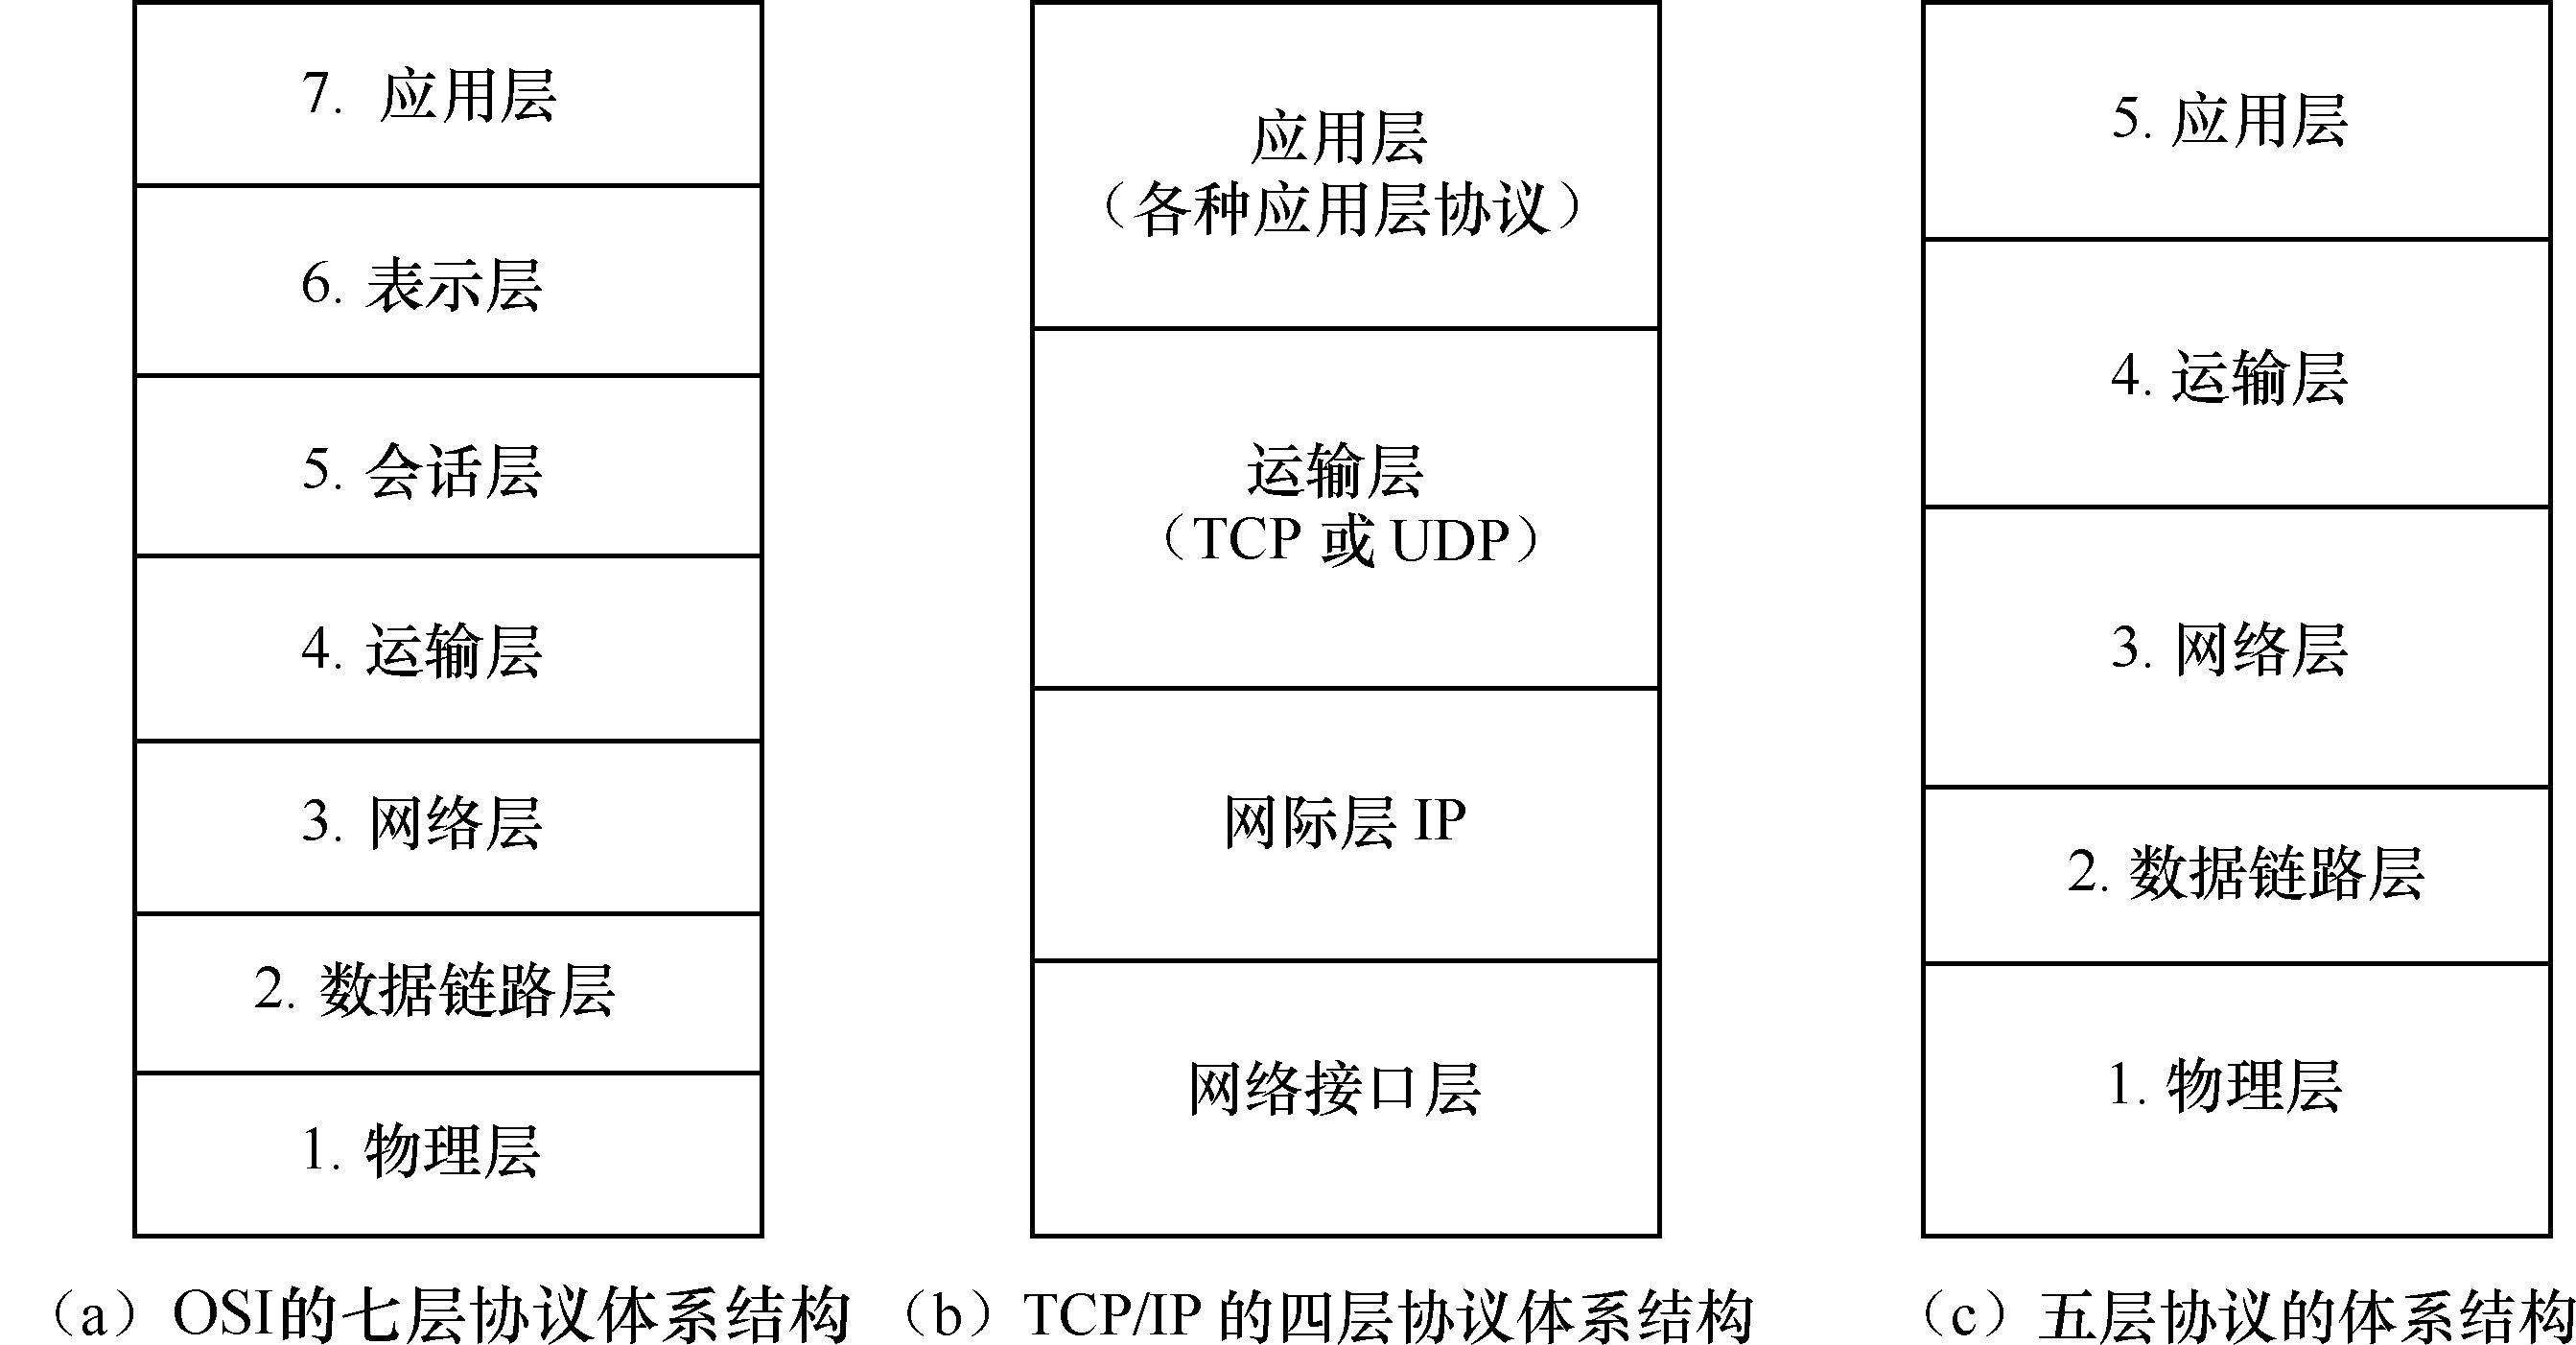 7. 应用层
6. 表示层
5. 会话层
4. 运输层
3. 网络层
2. 数据链路层
1. 物理层
(a) OSI的七层协议体系结构
应用层
(各种应用层协议)
运输层
(TCP 或 UDP)
网际层 IP
网络接口层
(b) TCP/IP 的四层协议体系结构
5. 应用层
4. 运输层
3. 网络层
2. 数据链路层
1. 物理层
(c) 五层协议的体系结构